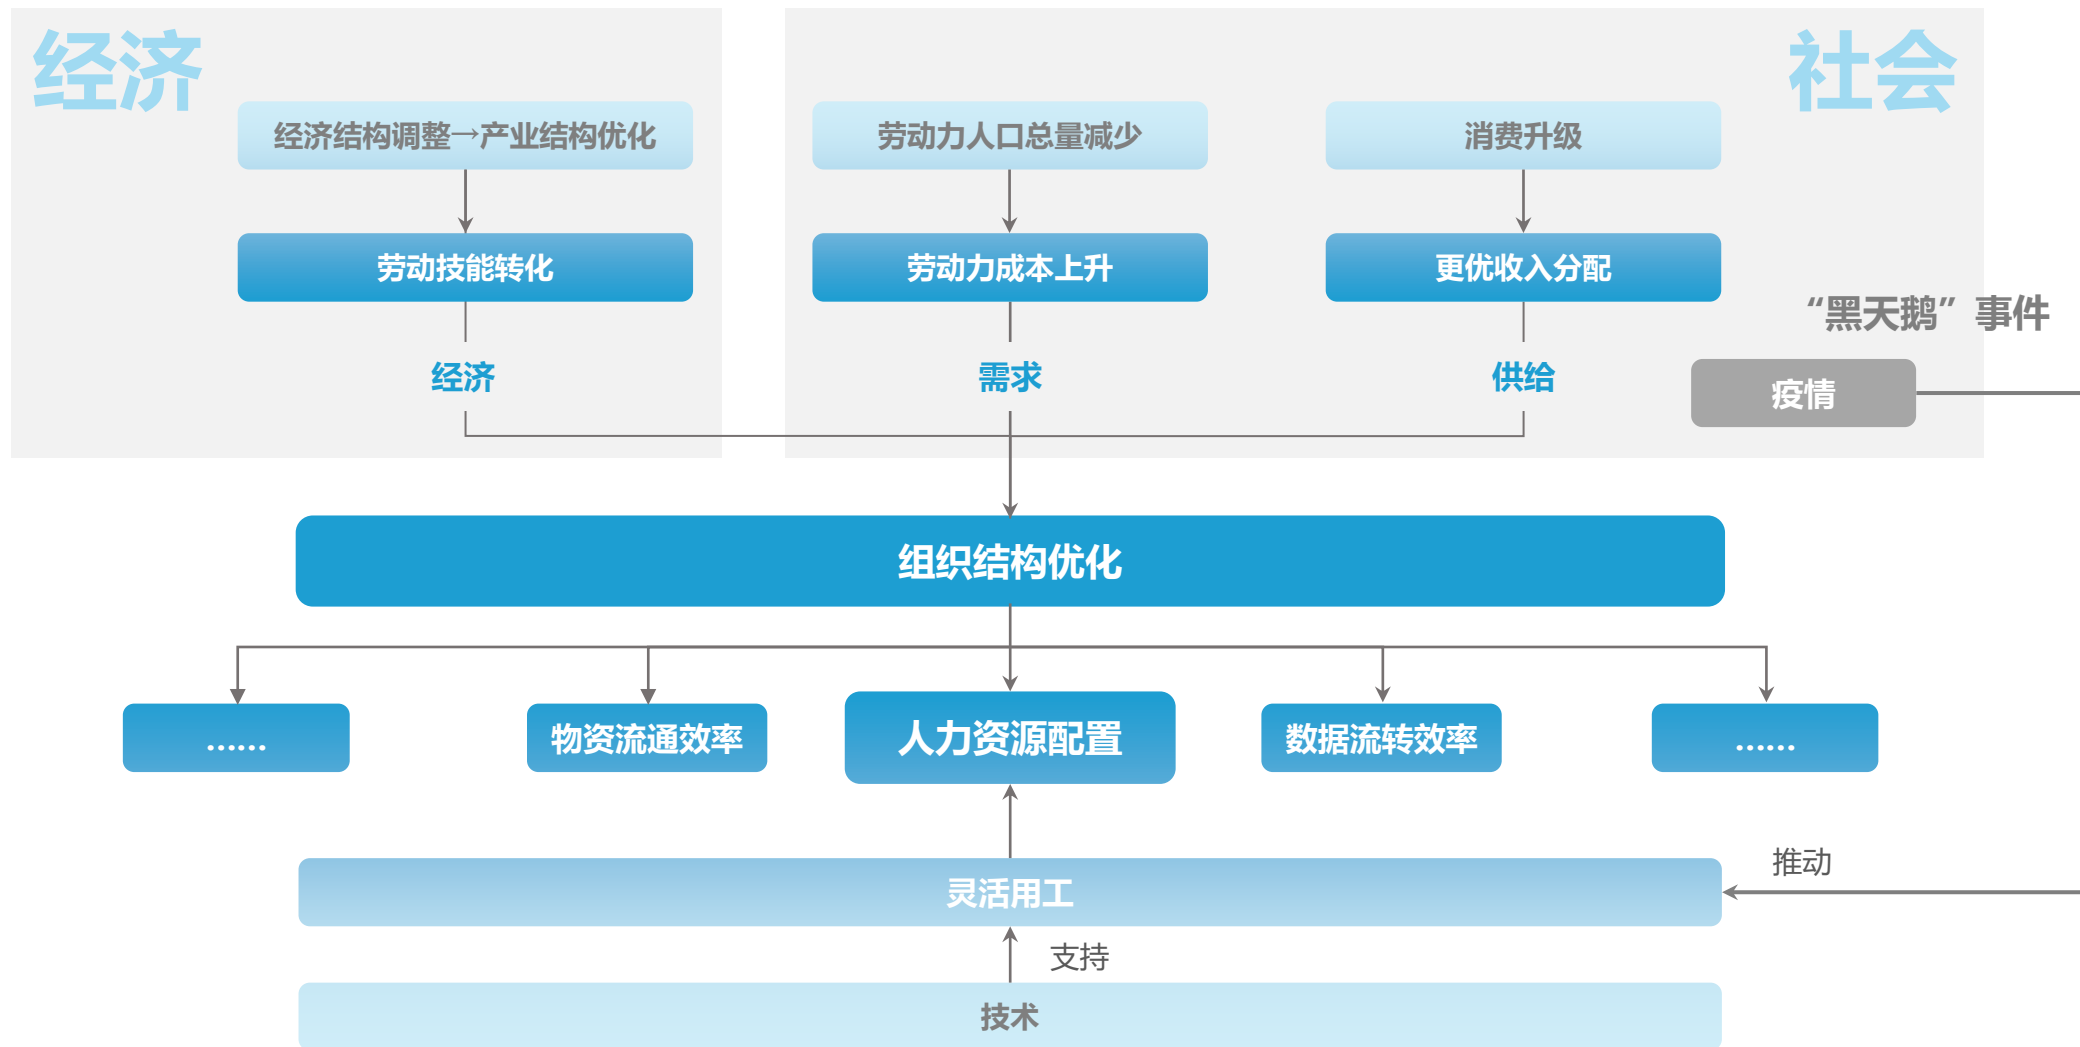 经济
社会
经济结构调整→产业结构优化
劳动力人口总量减少
消费升级
劳动技能转化
劳动力成本上升
更优收入分配
“黑天鹅”事件
经济
需求
供给
疫情
组织结构优化
……
物资流通效率
人力资源配置
数据流转效率
……
推动
灵活用工
支持
技术